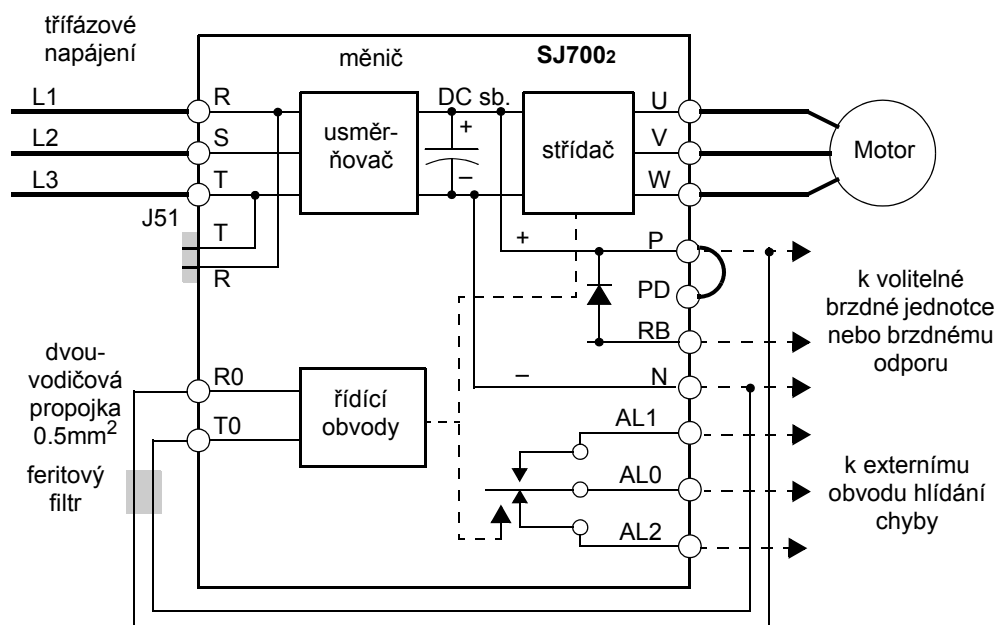 třífázové
napájení
měnič
SJ7002
L1
R
DC sb.
U
L2
S
usměr-
ňovač
+
střídač
V
Motor
L3
T
–
W
J51
T
R
+
P
PD
RB
k volitelné
brzdné jednotce
nebo brzdnému
odporu
dvou-
vodičová
propojka
0.5mm2
R0
T0
řídící
obvody
–
N
feritový
filtr
AL1
AL0
AL2
k externímu
obvodu hlídání
chyby